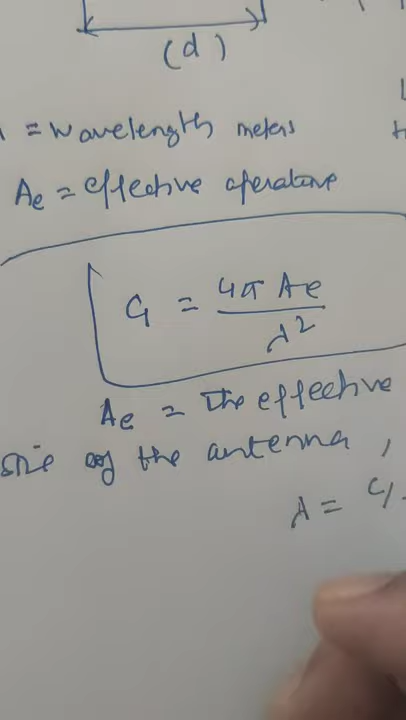 (d)
= Wavelength meters
Ae = effective aperature
G = 4π Ae / λ²
Ae = The effective
size of the antenna,
λ = c/